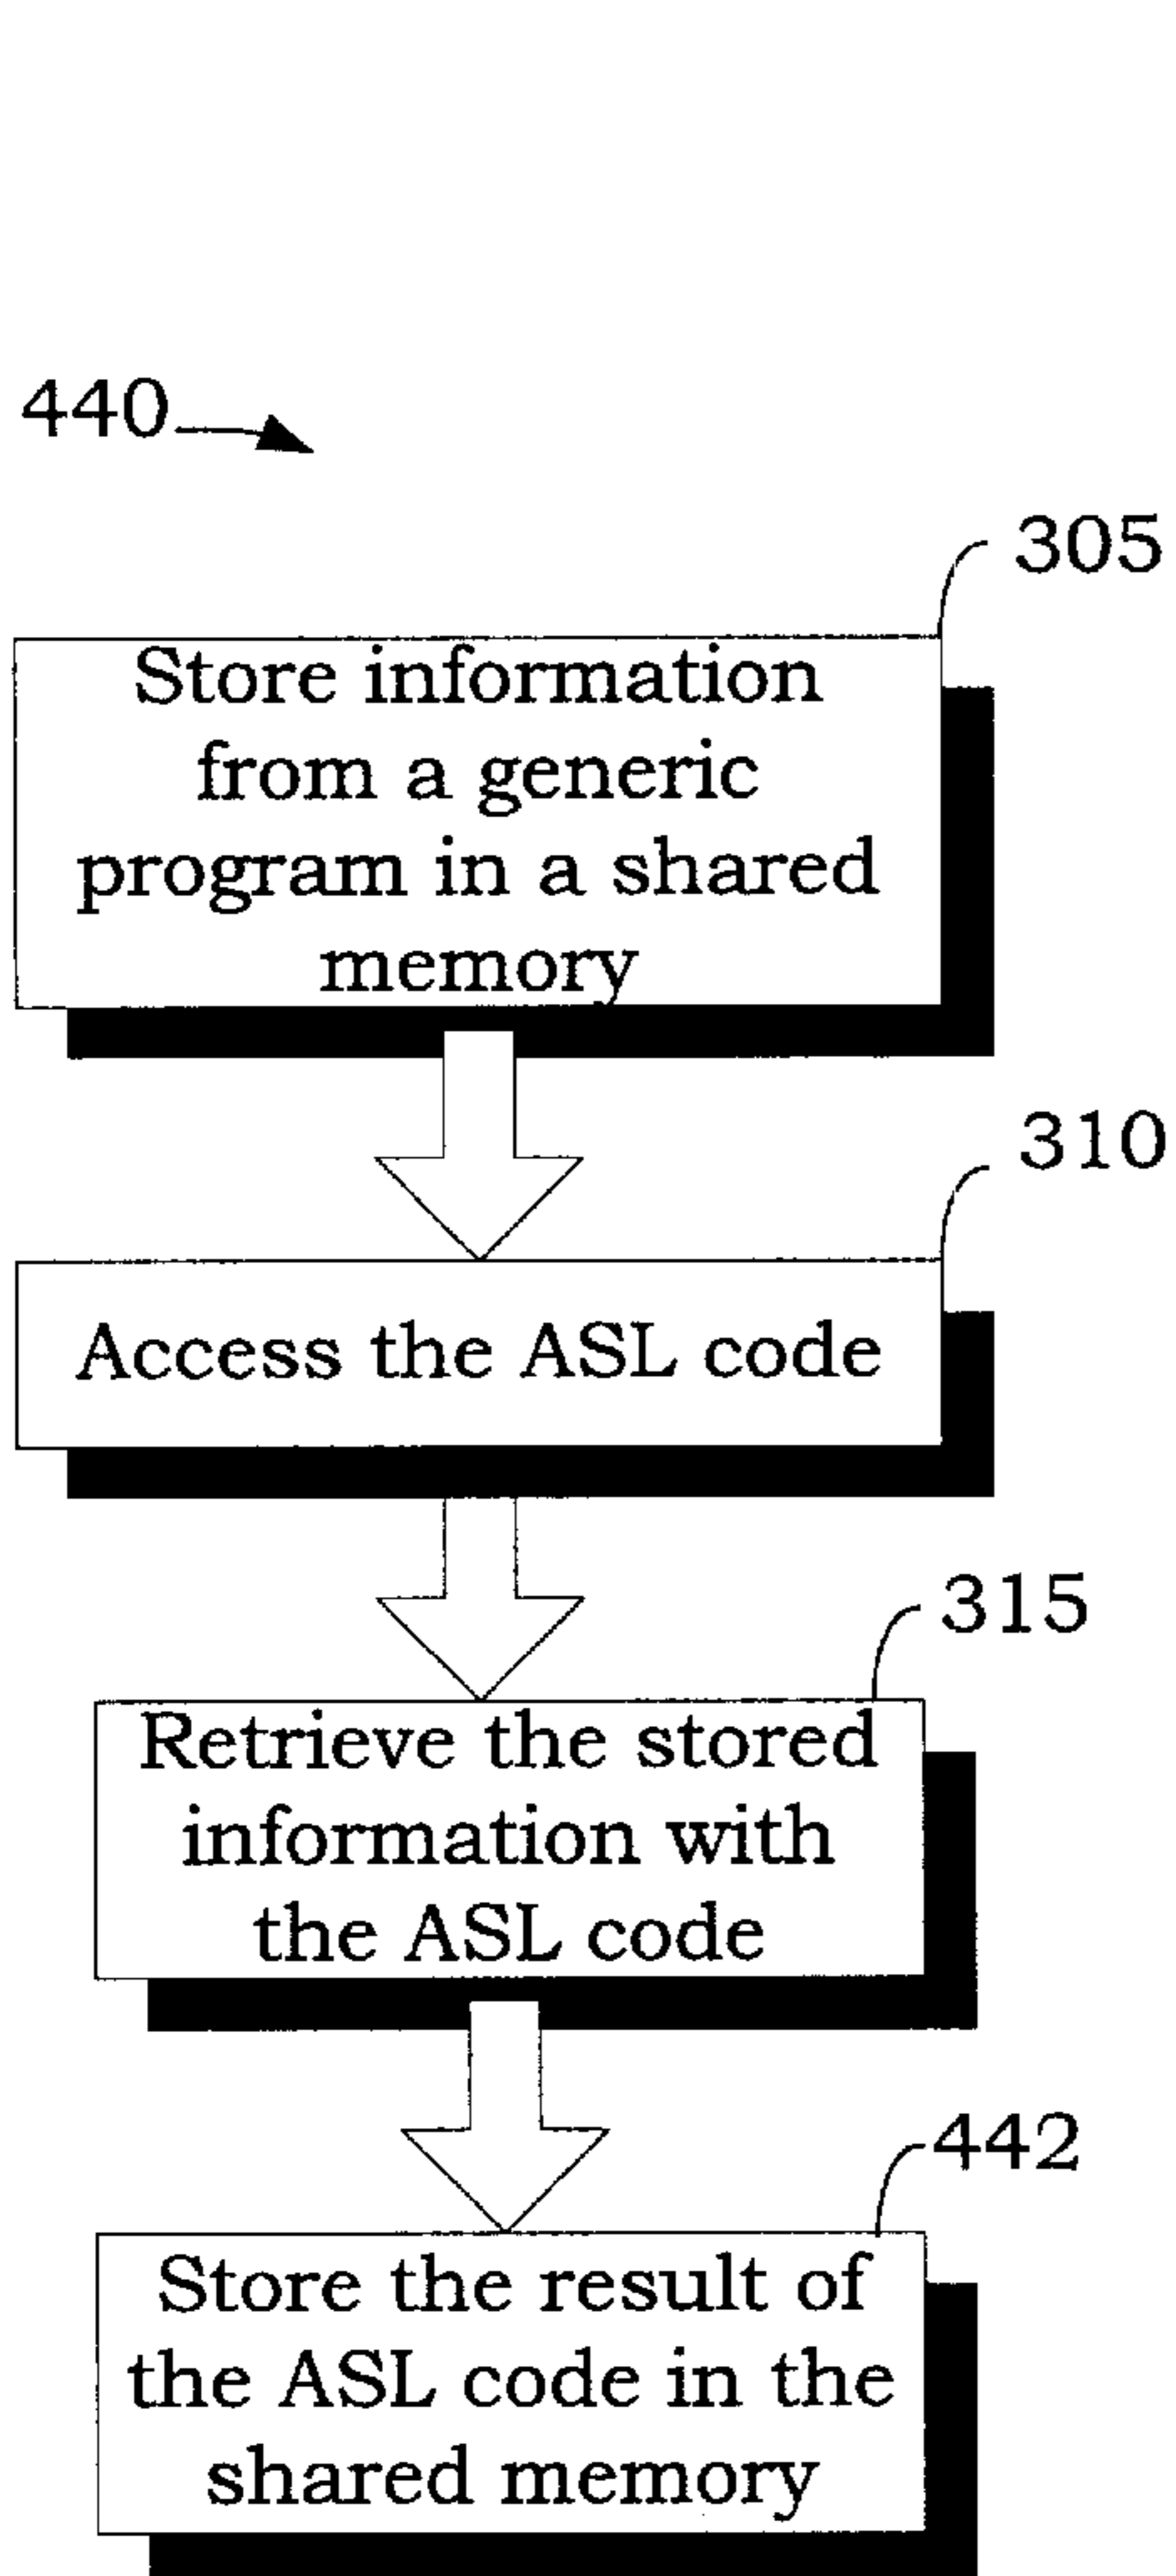 440
305
Store information
from a generic
program in a shared
memory
310
Access the ASL code
315
Retrieve the stored
information with
the ASL code
442
Store the result of
the ASL code in the
shared memory